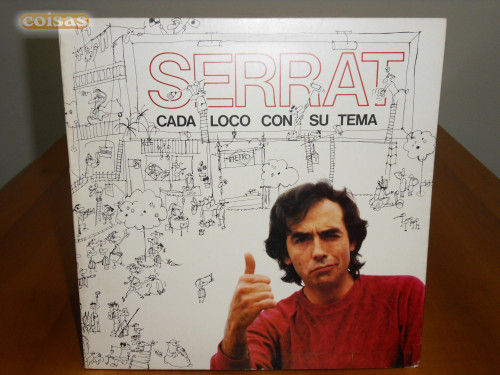 coisas
SERRAT
CADA LOCO CON SU TEMA
METRO